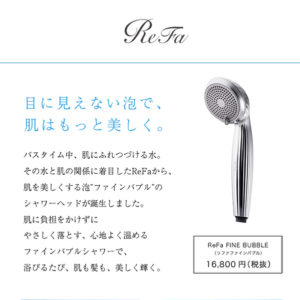 ReFa
目に見えない泡で、
肌はもっと美しく。
バスタイム中、肌にふれつづける水。
その水と肌の関係に着目したReFaから、
肌を美しくする泡“ファインバブル”の
シャワーヘッドが誕生しました。
肌に負担をかけずに
やさしく落とす、心地よく温める
ファインバブルシャワーで、
浴びるたび、肌も髪も、美しく輝く。
ReFa FINE BUBBLE
(リファファインバブル)
16,800 円（税抜）